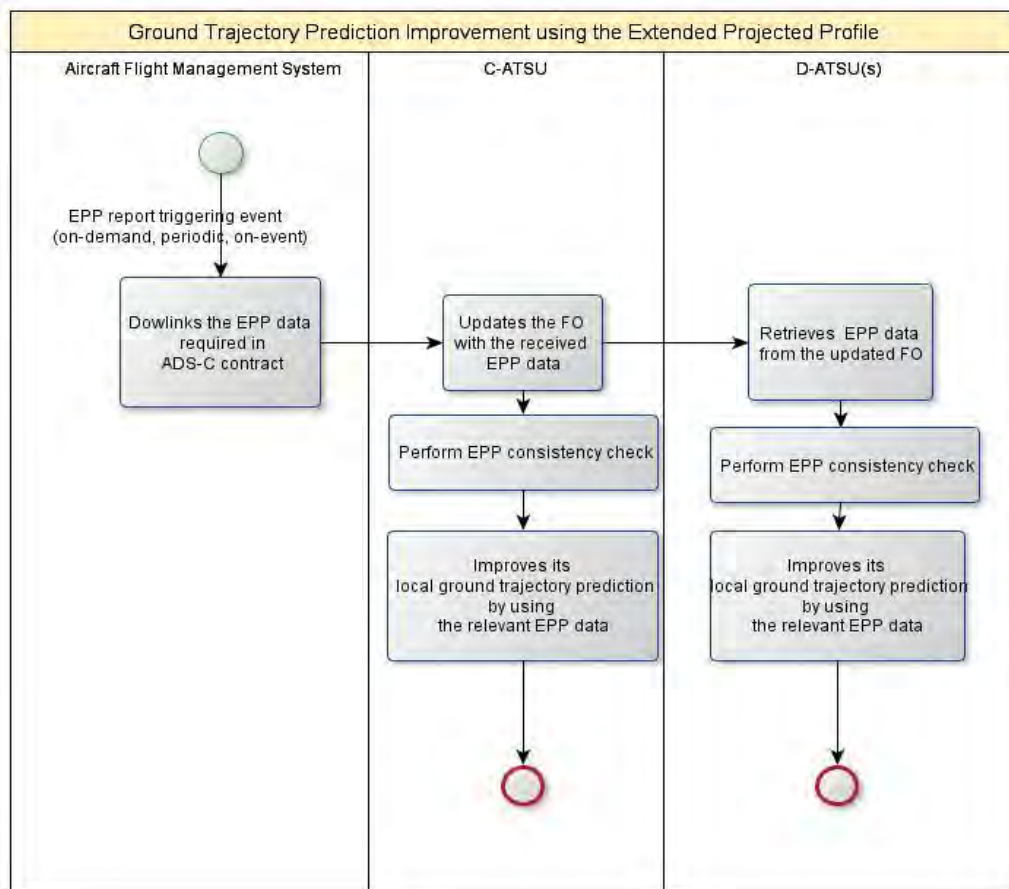 Ground Trajectory Prediction Improvement using the Extended Projected Profile
Aircraft Flight Management System
C-ATSU
D-ATSU(s)
EPP report triggering event
(on-demand, periodic, on-event)
Dowlinks the EPP data
required in
ADS-C contract
Updates the FO
with the received
EPP data
Retrieves EPP data
from the updated FO
Perform EPP consistency check
Perform EPP consistency check
Improves its
local ground trajectory prediction
by using
the relevant EPP data
Improves its
local ground trajectory prediction
by using
the relevant EPP data